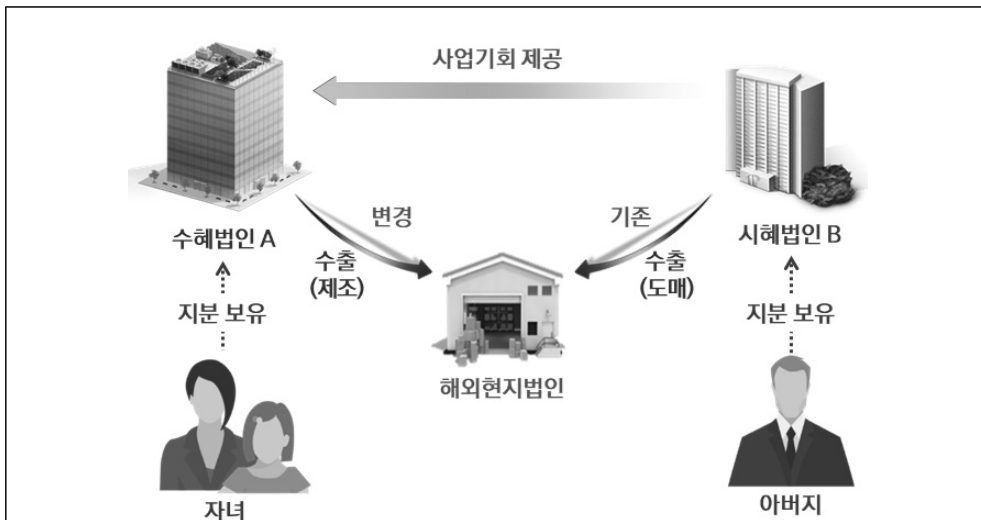 사업기회 제공
수혜법인 A
변경
기존
시혜법인 B
수출
(제조)
수출
(도매)
지분 보유
지분 보유
해외현지법인
자녀
아버지